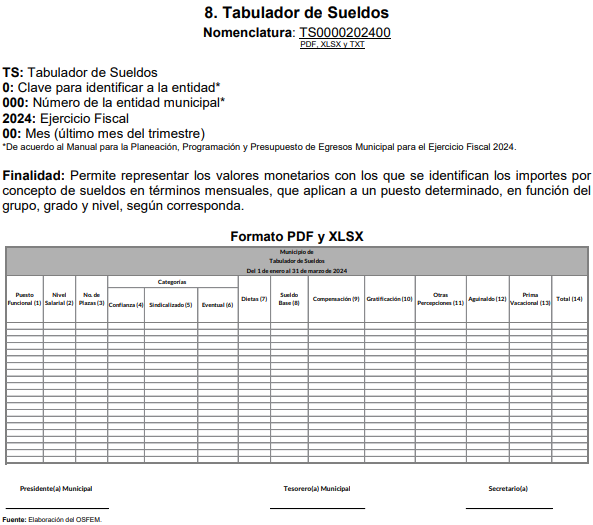 8. Tabulador de Sueldos
Nomenclatura: TS0000202400
PDF, XLSX y TXT
TS: Tabulador de Sueldos
0: Clave para identificar a la entidad*
000: Número de la entidad municipal*
2024: Ejercicio Fiscal
00: Mes (último mes del trimestre)
*De acuerdo al Manual para la Planeación, Programación y Presupuesto de Egresos Municipal para el Ejercicio Fiscal 2024.
Finalidad: Permite representar los valores monetarios con los que se identifican los importes por
concepto de sueldos en términos mensuales, que aplican a un puesto determinado, en función del
grupo, grado y nivel, según corresponda.
Formato PDF y XLSX
Municipio de
Tabulador de Sueldos
Del 1 de enero al 31 de marzo de 2024
Puesto Funcional (1) Nivel Salarial (2) No. de Plazas (3) Categorías Dietas (7) Sueldo Base (8) Compensación (9) Gratificación (10) Otras Percepciones (11) Aguinaldo (12) Prima Vacacional (13) Total (14)
Confianza (4) Sindicalizado (5) Eventual (6)
Presidente(a) Municipal Tesorero(a) Municipal Secretario(a)
Fuente: Elaboración del OSFEM.